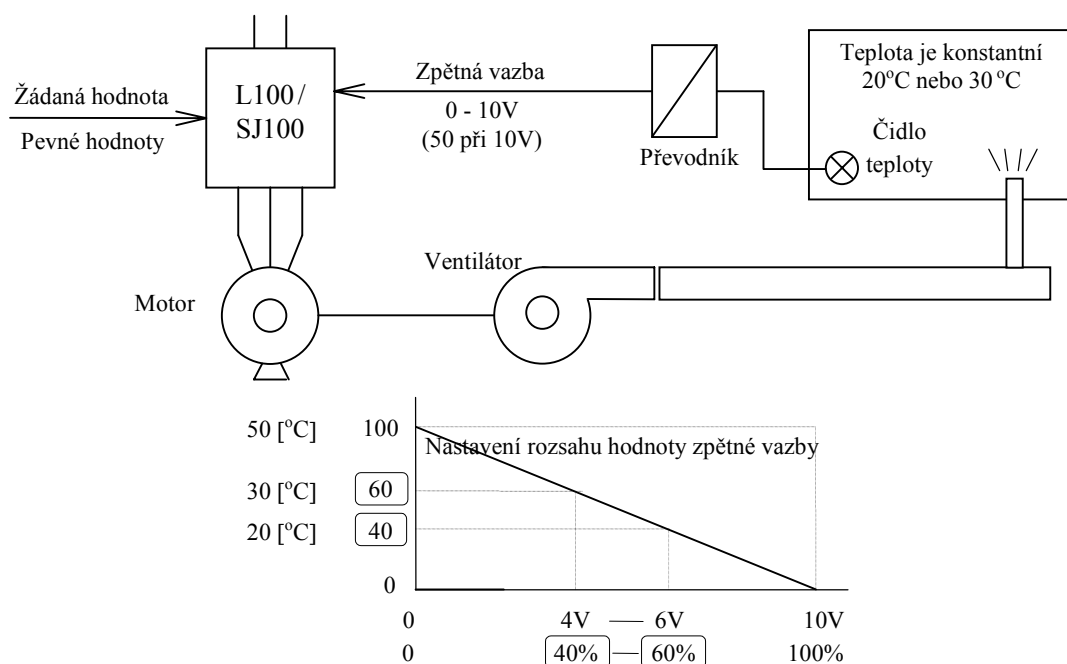 Teplota je konstantní
20°C nebo 30 °C
L100 /
SJ100
Žádaná hodnota
Pevné hodnoty
Zpětná vazba
0 - 10V
(50 při 10V)
Převodník
Čidlo
teploty
Motor
Ventilátor
50 [°C] 100
Nastavení rozsahu hodnoty zpětné vazby
30 [°C] 60
20 [°C] 40
0
0 4V — 6V 10V
0 40% — 60% 100%